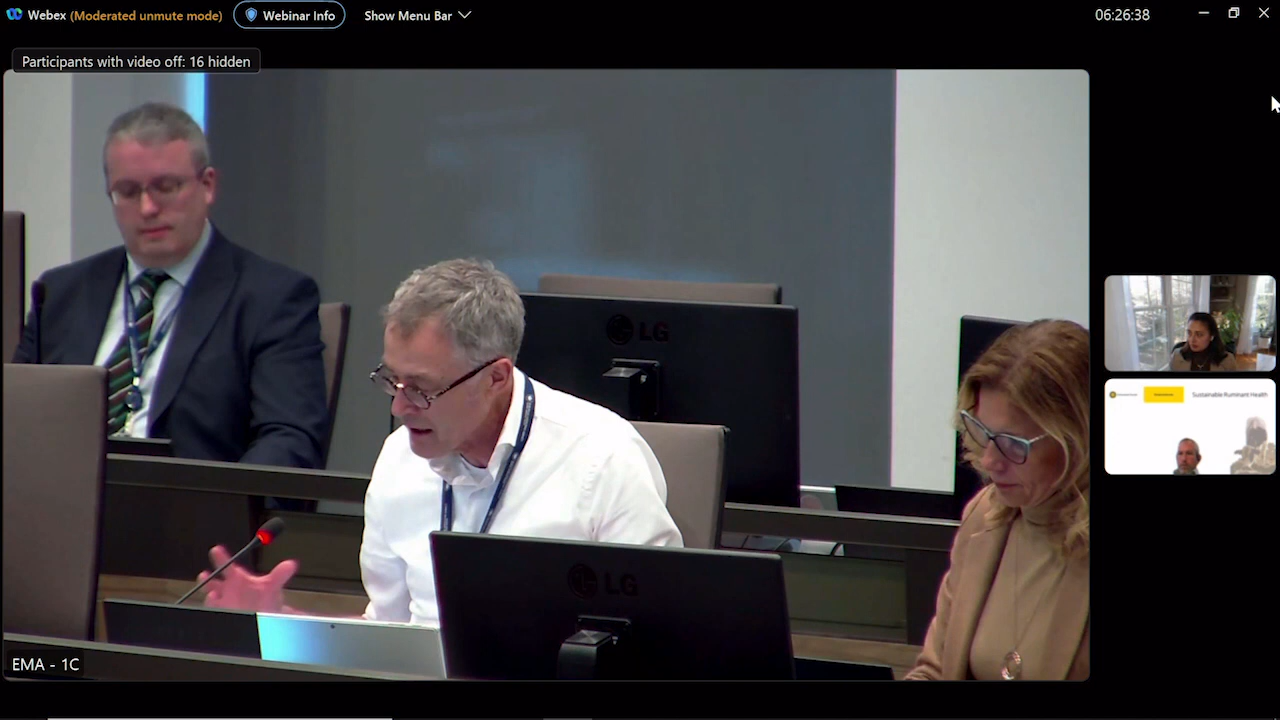 Webex (Moderated unmute mode) Webinar Info Show Menu Bar 06:26:38
Participants with video off: 16 hidden
LG
LG
Sustainable Ruminant Health
EMA - 1C